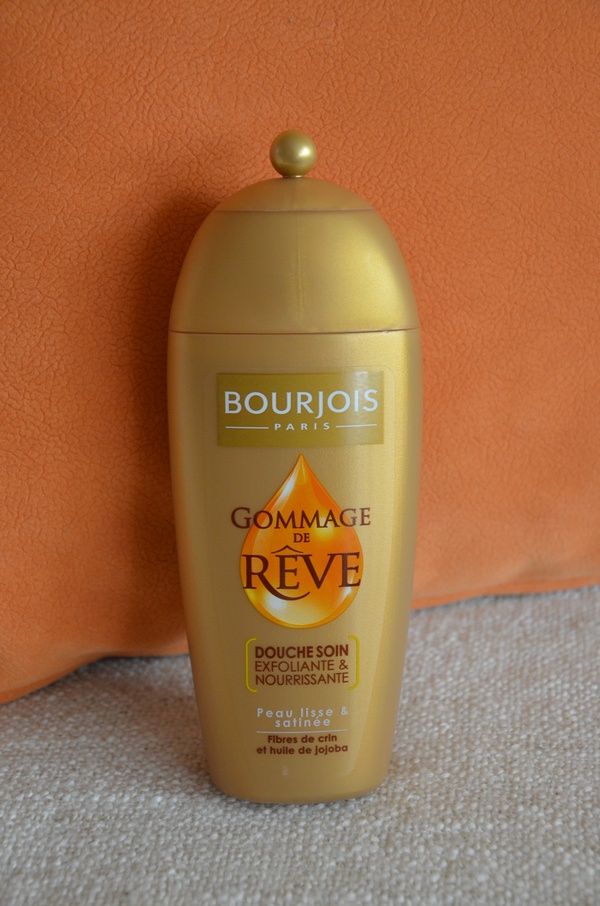 BOURJOIS
PARIS
GOMMAGE
DE
RÊVE
DOUCHE SOIN
EXFOLIANTE &
NOURRISSANTE
Peau lisse &
satinée
Fibres de crin
et huile de jojoba